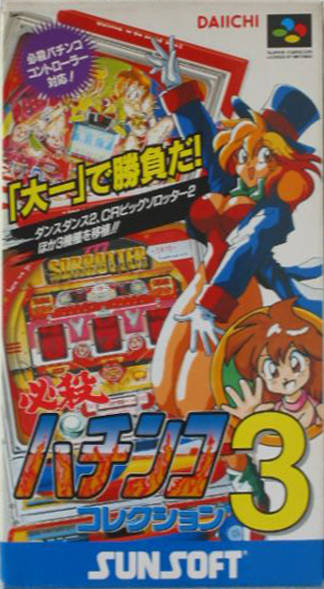 DAIICHI
必殺パチンコ
コントローラー
対応!
SUPER FAMICOM
「大一」で勝負だ!
ダンスダンス2、CRビッグソロッター2
ほか3機種を移植!!
必殺
パチンコ
コレクション
3
SUNSOFT